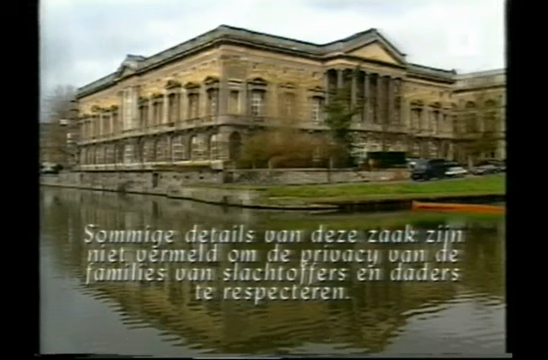 Sommige details van deze zaak zijn
niet vermeld om de privacy van de
families van slachtoffers en daders
te respecteren.